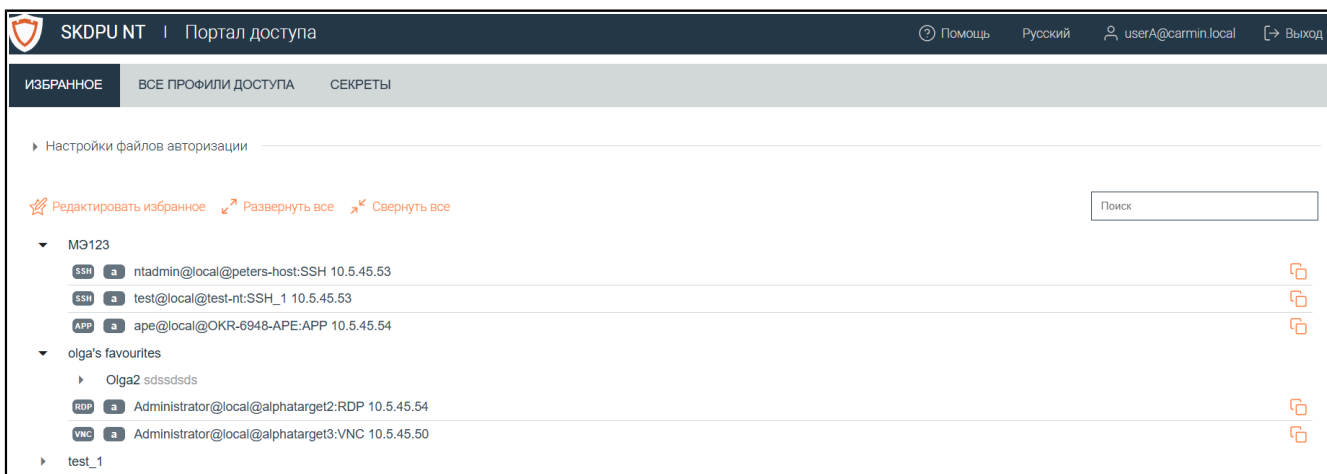 SKDPU NT | Портал доступа Помощь Русский userA@carmin.local Выход
ИЗБРАННОЕ ВСЕ ПРОФИЛИ ДОСТУПА СЕКРЕТЫ
Настройки файлов авторизации
Редактировать избранное Развернуть все Свернуть все Поиск
МЭ123
SSH a ntadmin@local@peters-host:SSH 10.5.45.53
SSH a test@local@test-nt:SSH_1 10.5.45.53
APP a ape@local@OKR-6948-APE:APP 10.5.45.54
olga's favourites
Olga2 sdssdsds
RDP a Administrator@local@alphatarget2:RDP 10.5.45.54
VNC a Administrator@local@alphatarget3:VNC 10.5.45.50
test_1